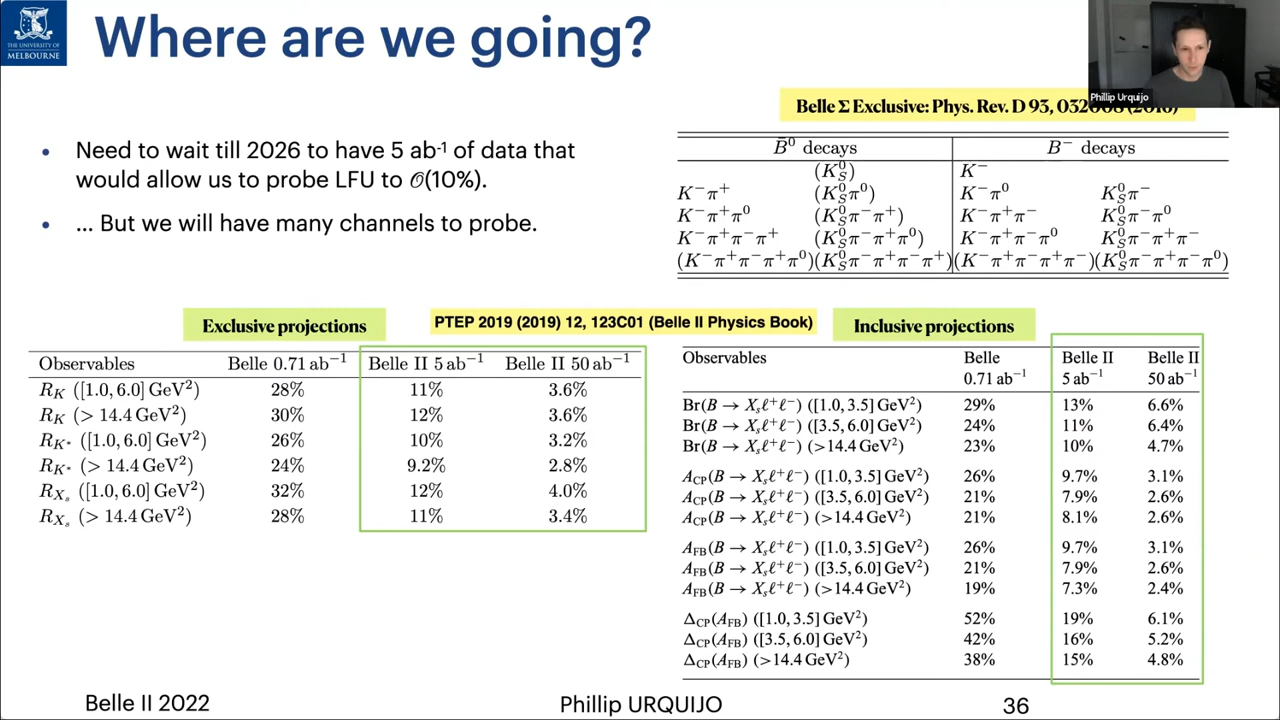 THE UNIVERSITY OF
MELBOURNE
Where are we going?
Phillip Urquijo
Belle Σ Exclusive: Phys. Rev. D 93,
• Need to wait till 2026 to have 5 ab⁻¹ of data that
would allow us to probe LFU to 𝒪(10%).
• ... But we will have many channels to probe.
B̄⁰ decays B⁻ decays
(K⁰_S) K⁻
K⁻π⁺ (K⁰_Sπ⁰) K⁻π⁰ K⁰_Sπ⁻
K⁻π⁺π⁰ (K⁰_Sπ⁻π⁺) K⁻π⁺π⁻ K⁰_Sπ⁻π⁰
K⁻π⁺π⁻π⁺ (K⁰_Sπ⁻π⁺π⁰) K⁻π⁺π⁻π⁰ K⁰_Sπ⁻π⁺π⁻
(K⁻π⁺π⁻π⁺π⁰) (K⁰_Sπ⁻π⁺π⁻π⁺) (K⁻π⁺π⁻π⁺π⁻) (K⁰_Sπ⁻π⁺π⁻π⁰)
Exclusive projections
PTEP 2019 (2019) 12, 123C01 (Belle II Physics Book)
Inclusive projections
Observables Belle 0.71 ab⁻¹ Belle II 5 ab⁻¹ Belle II 50 ab⁻¹
R_K ([1.0, 6.0] GeV²) 28% 11% 3.6%
R_K (> 14.4 GeV²) 30% 12% 3.6%
R_K* ([1.0, 6.0] GeV²) 26% 10% 3.2%
R_K* (> 14.4 GeV²) 24% 9.2% 2.8%
R_Xs ([1.0, 6.0] GeV²) 32% 12% 4.0%
R_Xs (> 14.4 GeV²) 28% 11% 3.4%
Observables Belle Belle II Belle II
0.71 ab⁻¹ 5 ab⁻¹ 50 ab⁻¹
Br(B → X_sℓ⁺ℓ⁻) ([1.0, 3.5] GeV²) 29% 13% 6.6%
Br(B → X_sℓ⁺ℓ⁻) ([3.5, 6.0] GeV²) 24% 11% 6.4%
Br(B → X_sℓ⁺ℓ⁻) (>14.4 GeV²) 23% 10% 4.7%
A_CP(B → X_sℓ⁺ℓ⁻) ([1.0, 3.5] GeV²) 26% 9.7% 3.1%
A_CP(B → X_sℓ⁺ℓ⁻) ([3.5, 6.0] GeV²) 21% 7.9% 2.6%
A_CP(B → X_sℓ⁺ℓ⁻) (>14.4 GeV²) 21% 8.1% 2.6%
A_FB(B → X_sℓ⁺ℓ⁻) ([1.0, 3.5] GeV²) 26% 9.7% 3.1%
A_FB(B → X_sℓ⁺ℓ⁻) ([3.5, 6.0] GeV²) 21% 7.9% 2.6%
A_FB(B → X_sℓ⁺ℓ⁻) (>14.4 GeV²) 19% 7.3% 2.4%
Δ_CP(A_FB) ([1.0, 3.5] GeV²) 52% 19% 6.1%
Δ_CP(A_FB) ([3.5, 6.0] GeV²) 42% 16% 5.2%
Δ_CP(A_FB) (>14.4 GeV²) 38% 15% 4.8%
Belle II 2022 Phillip URQUIJO 36